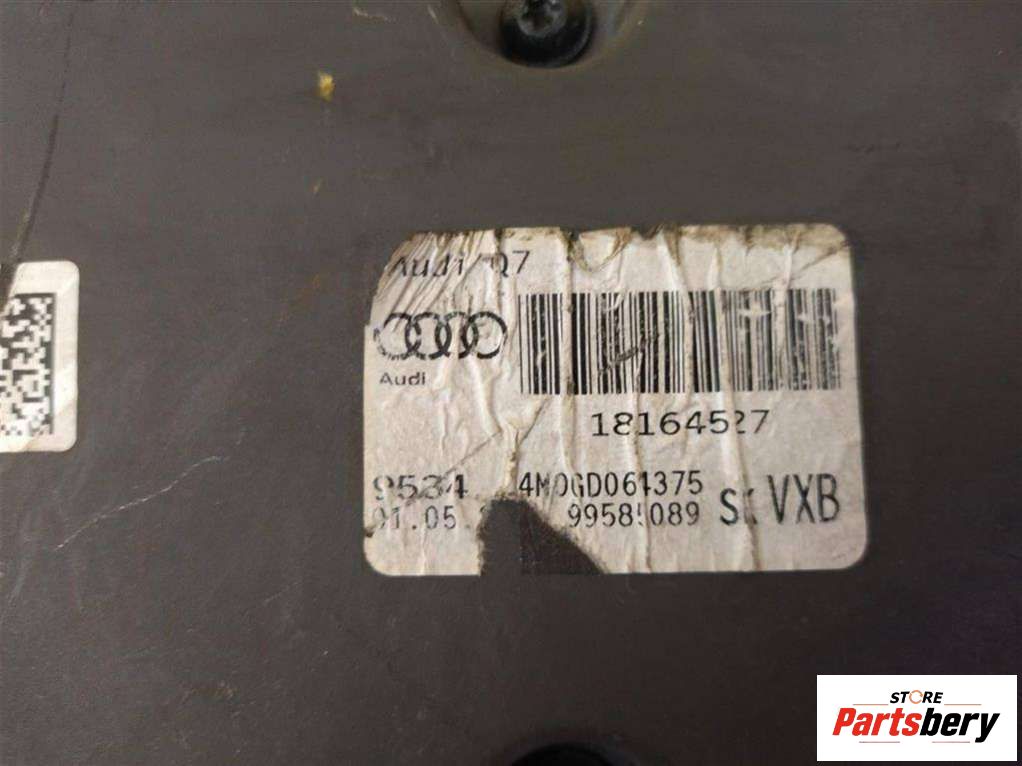 Audi/Q7
Audi
18164527
9534 4M0GD064375
01.05. 99585089 VXB
STORE
Partsbery